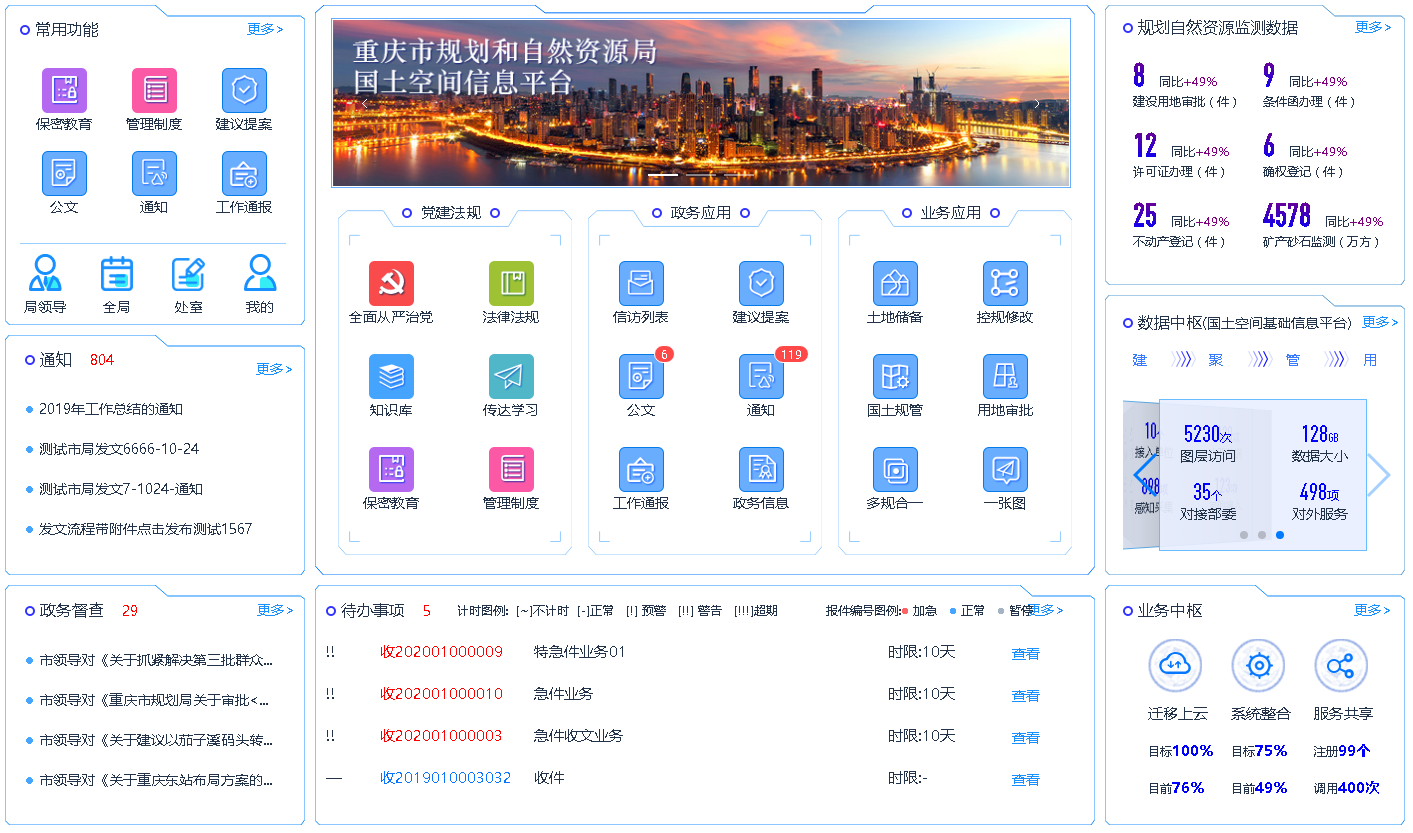 常用功能
更多>
保密教育 管理制度 建议提案
公文 通知 工作通报
局领导 全局 处室 我的
重庆市规划和自然资源局
国土空间信息平台
规划自然资源监测数据
更多>
8 同比+49%
建设用地审批（件）
9 同比+49%
条件函办理（件）
12 同比+49%
许可证办理（件）
6 同比+49%
确权登记（件）
25 同比+49%
不动产登记（件）
4578 同比+49%
矿产砂石监测（万方）
通知 804
更多>
2019年工作总结的通知
测试市局发文6666-10-24
测试市局发文7-1024-通知
发文流程带附件点击发布测试1567
党建法规
全面从严治党 法律法规
知识库 传达学习
保密教育 管理制度
政务应用
信访列表 建议提案
6 119
公文 通知
工作通报 政务信息
业务应用
土地储备 控规修改
国土规管 用地审批
多规合一 一张图
数据中枢(国土空间基础信息平台)
更多>
建 聚 管 用
5230次 128GB
图层访问 数据大小
35个 498项
对接部委 对外服务
政务督查 29
更多>
市领导对《关于抓紧解决第三批群众...
市领导对《重庆市规划局关于审批<...
市领导对《关于建议以茄子溪码头转...
市领导对《关于重庆东站布局方案的...
待办事项 5 计时图例: [~]不计时 [-]正常 [!] 预警 [!!] 警告 [!!!]超期 报件编号图例: 加急 正常 暂停 更多>
!! 收202001000009 特急件业务01 时限:10天 查看
!! 收202001000010 急件业务 时限:10天 查看
!! 收202001000003 急件收文业务 时限:10天 查看
— 收2019010003032 收件 时限:- 查看
业务中枢
更多>
迁移上云 系统整合 服务共享
目标100% 目标75% 注册99个
目前76% 目前49% 调用400次